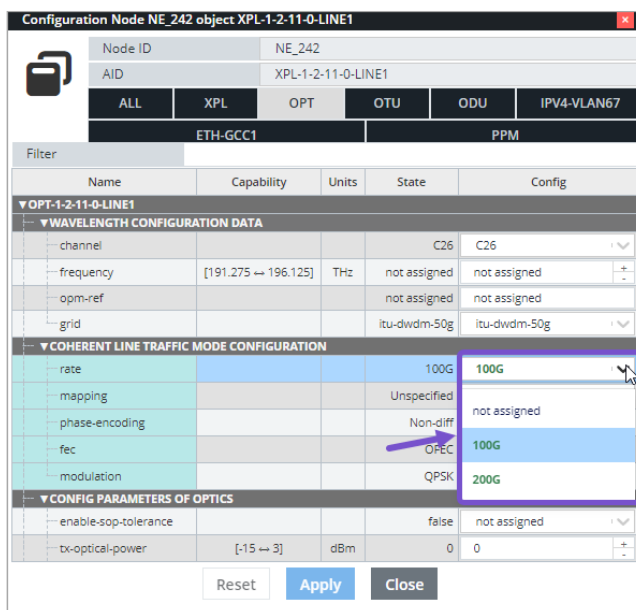 Configuration Node NE_242 object XPL-1-2-11-0-LINE1
Node ID NE_242
AID XPL-1-2-11-0-LINE1
ALL XPL OPT OTU ODU IPV4-VLAN67
ETH-GCC1 PPM
Filter
Name Capability Units State Config
▼OPT-1-2-11-0-LINE1
▼WAVELENGTH CONFIGURATION DATA
channel C26 C26
frequency [191.275 ↔ 196.125] THz not assigned not assigned + -
opm-ref not assigned not assigned
grid itu-dwdm-50g itu-dwdm-50g
▼COHERENT LINE TRAFFIC MODE CONFIGURATION
rate 100G 100G
mapping Unspecified
not assigned
phase-encoding Non-diff
100G
fec OFEC
200G
modulation QPSK
▼CONFIG PARAMETERS OF OPTICS
enable-sop-tolerance false not assigned
tx-optical-power [-15 ↔ 3] dBm 0 0 + -
Reset Apply Close